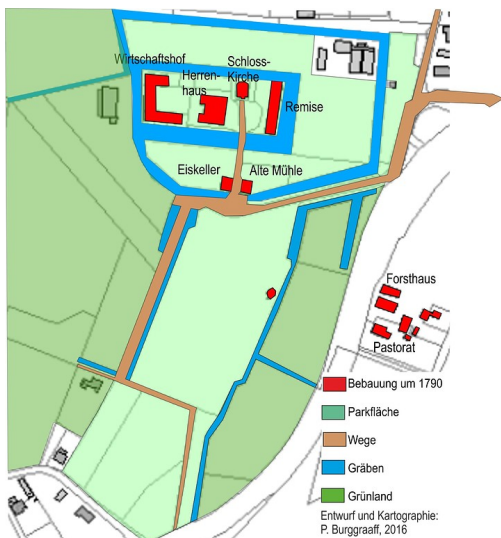 Wirtschaftshof
Schloss-
Kirche
Herren-
haus
Remise
Eiskeller
Alte Mühle
Forsthaus
Pastorat
Bebauung um 1790
Parkfläche
Wege
Gräben
Grünland
Entwurf und Kartographie:
P. Burggraaff, 2016